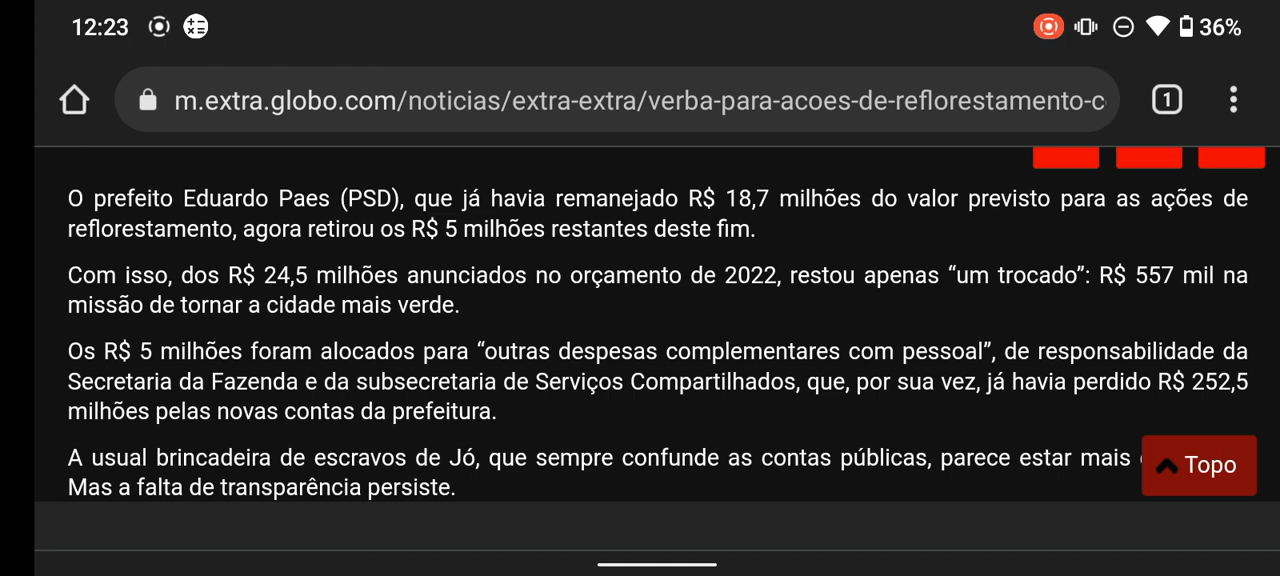 12:23
36%
m.extra.globo.com/noticias/extra-extra/verba-para-acoes-de-reflorestamento-c
1
O prefeito Eduardo Paes (PSD), que já havia remanejado R$ 18,7 milhões do valor previsto para as ações de
reflorestamento, agora retirou os R$ 5 milhões restantes deste fim.
Com isso, dos R$ 24,5 milhões anunciados no orçamento de 2022, restou apenas “um trocado”: R$ 557 mil na
missão de tornar a cidade mais verde.
Os R$ 5 milhões foram alocados para “outras despesas complementares com pessoal”, de responsabilidade da
Secretaria da Fazenda e da subsecretaria de Serviços Compartilhados, que, por sua vez, já havia perdido R$ 252,5
milhões pelas novas contas da prefeitura.
A usual brincadeira de escravos de Jó, que sempre confunde as contas públicas, parece estar mais
Topo
Mas a falta de transparência persiste.